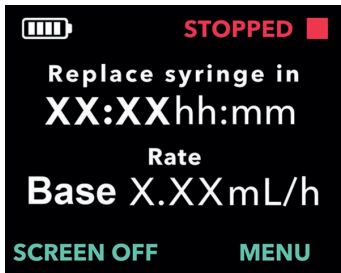 STOPPED
Replace syringe in
XX:XXhh:mm
Rate
Base X.XXmL/h
SCREEN OFF MENU